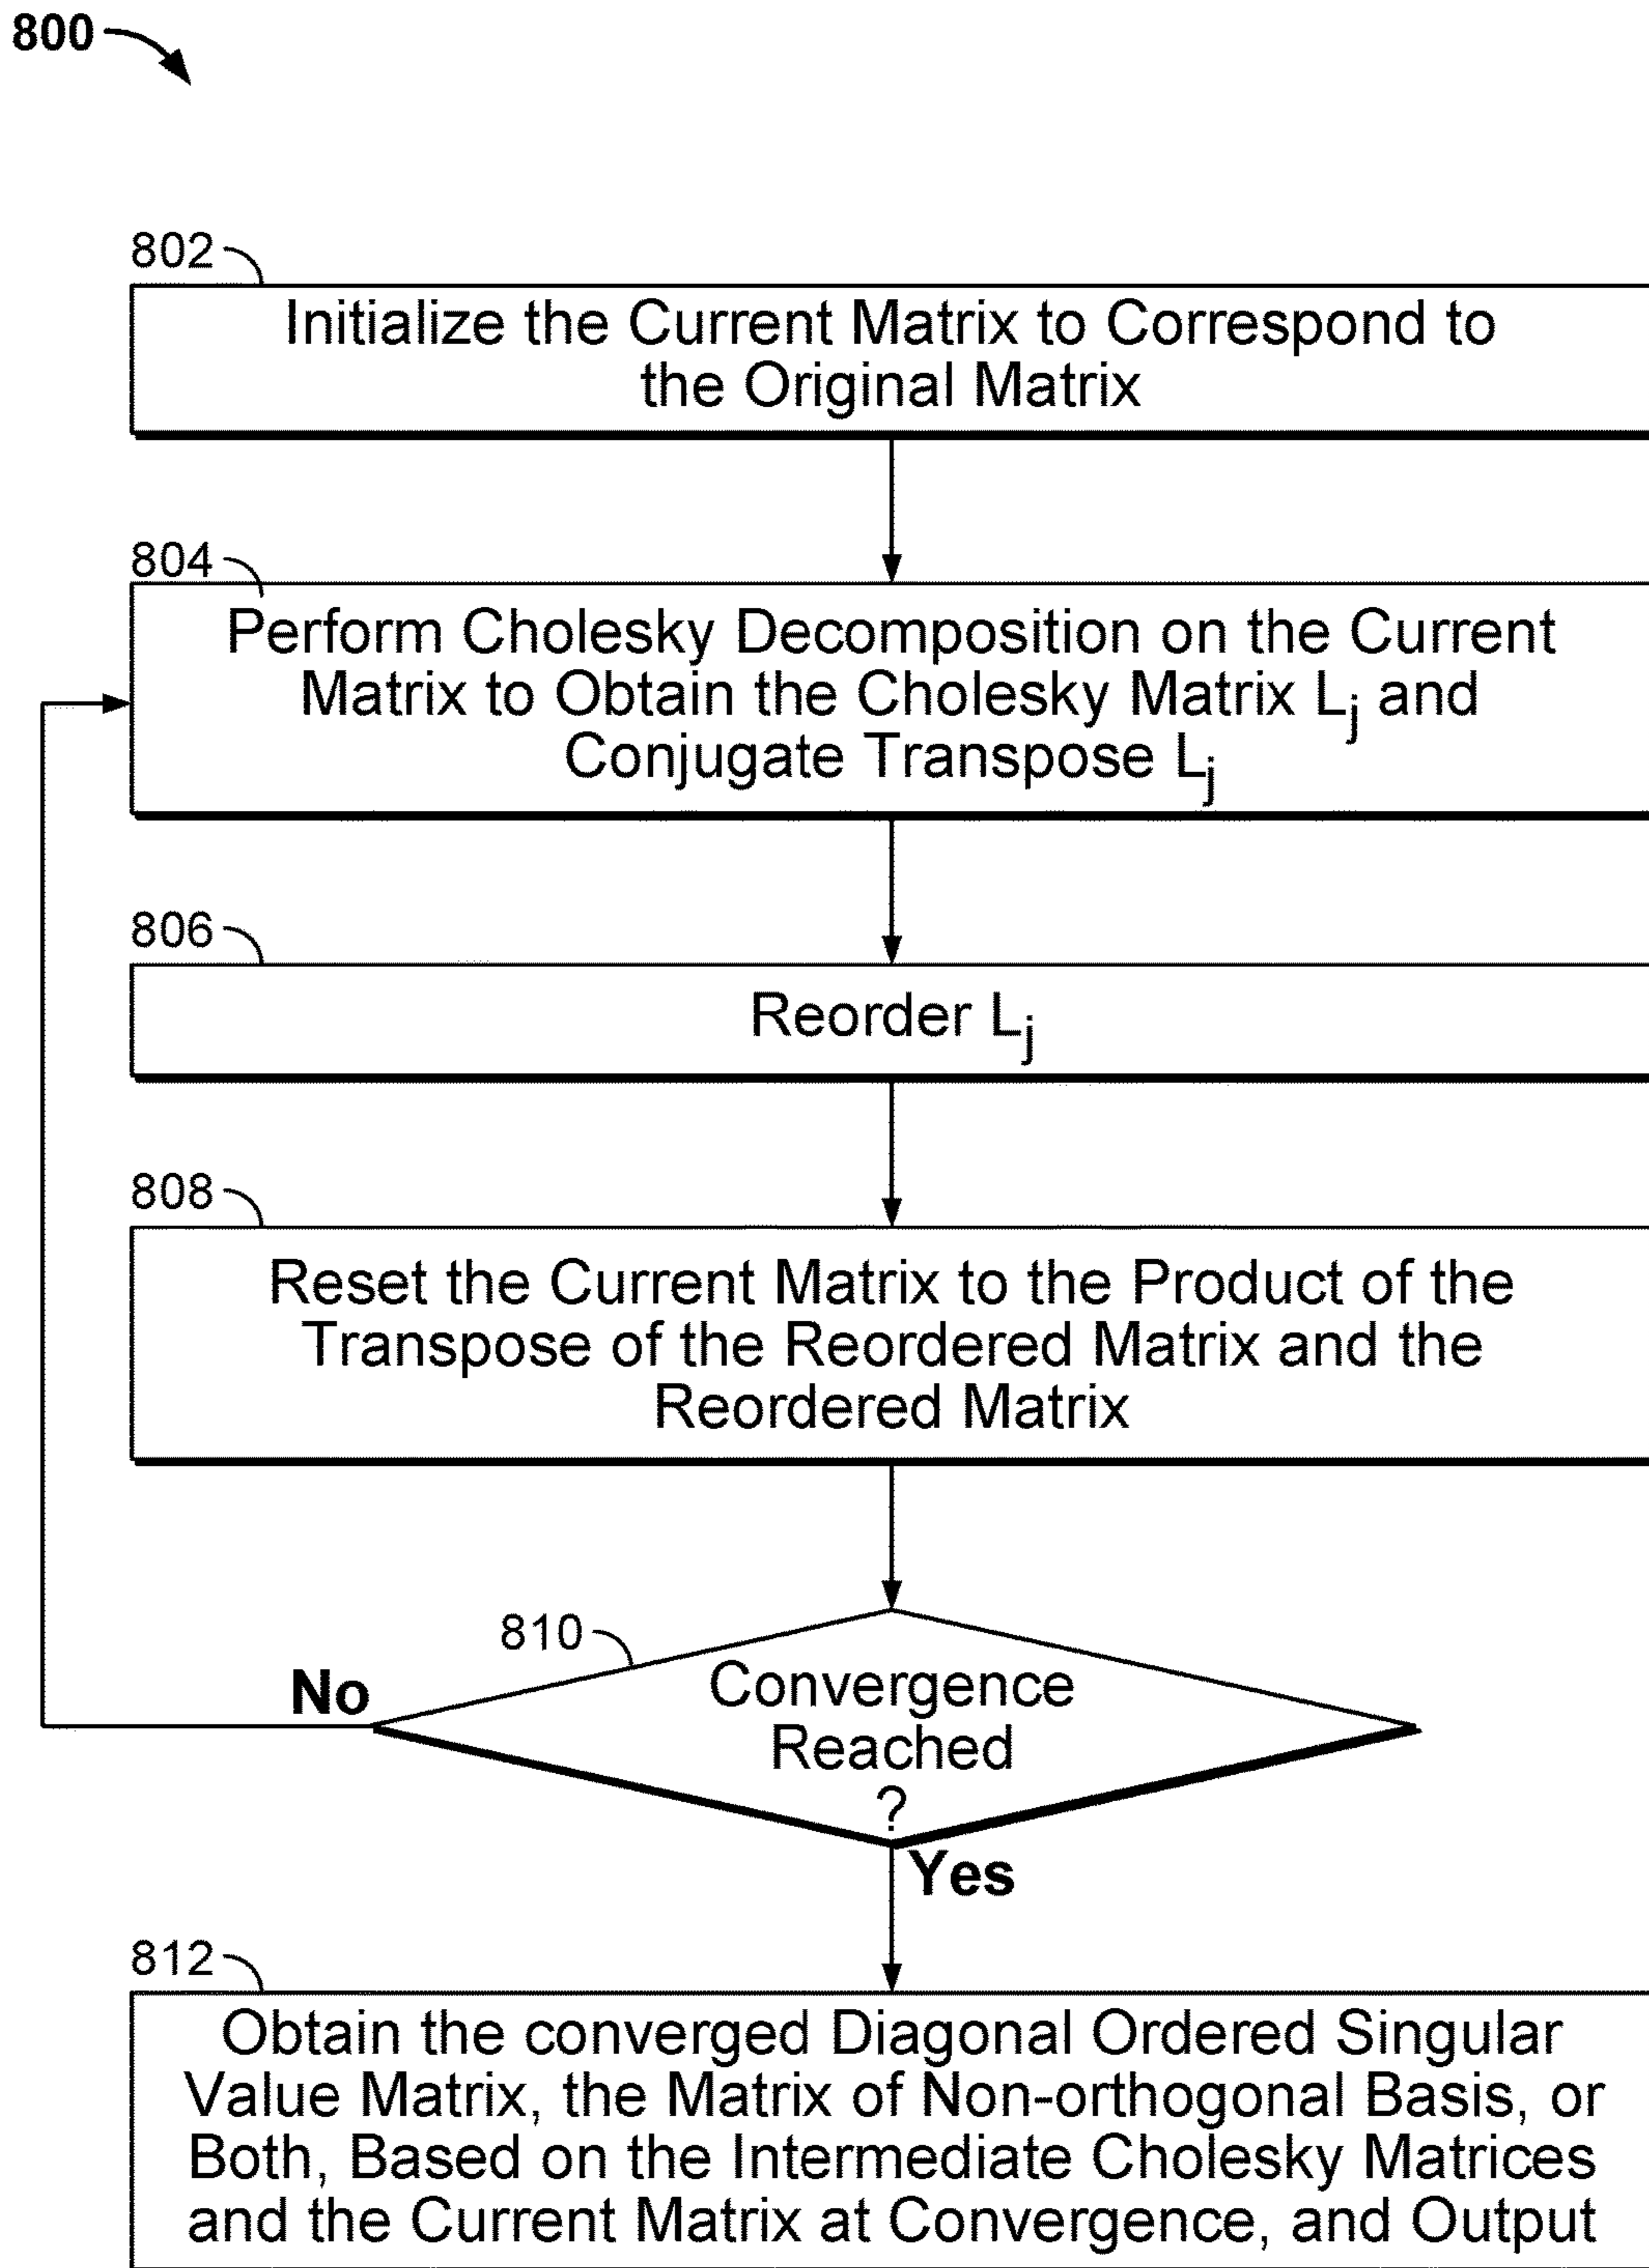 800
802
Initialize the Current Matrix to Correspond to
the Original Matrix
804
Perform Cholesky Decomposition on the Current
Matrix to Obtain the Cholesky Matrix Lj and
Conjugate Transpose Lj
806
Reorder Lj
808
Reset the Current Matrix to the Product of the
Transpose of the Reordered Matrix and the
Reordered Matrix
810
Convergence
Reached
?
No
Yes
812
Obtain the converged Diagonal Ordered Singular
Value Matrix, the Matrix of Non-orthogonal Basis, or
Both, Based on the Intermediate Cholesky Matrices
and the Current Matrix at Convergence, and Output